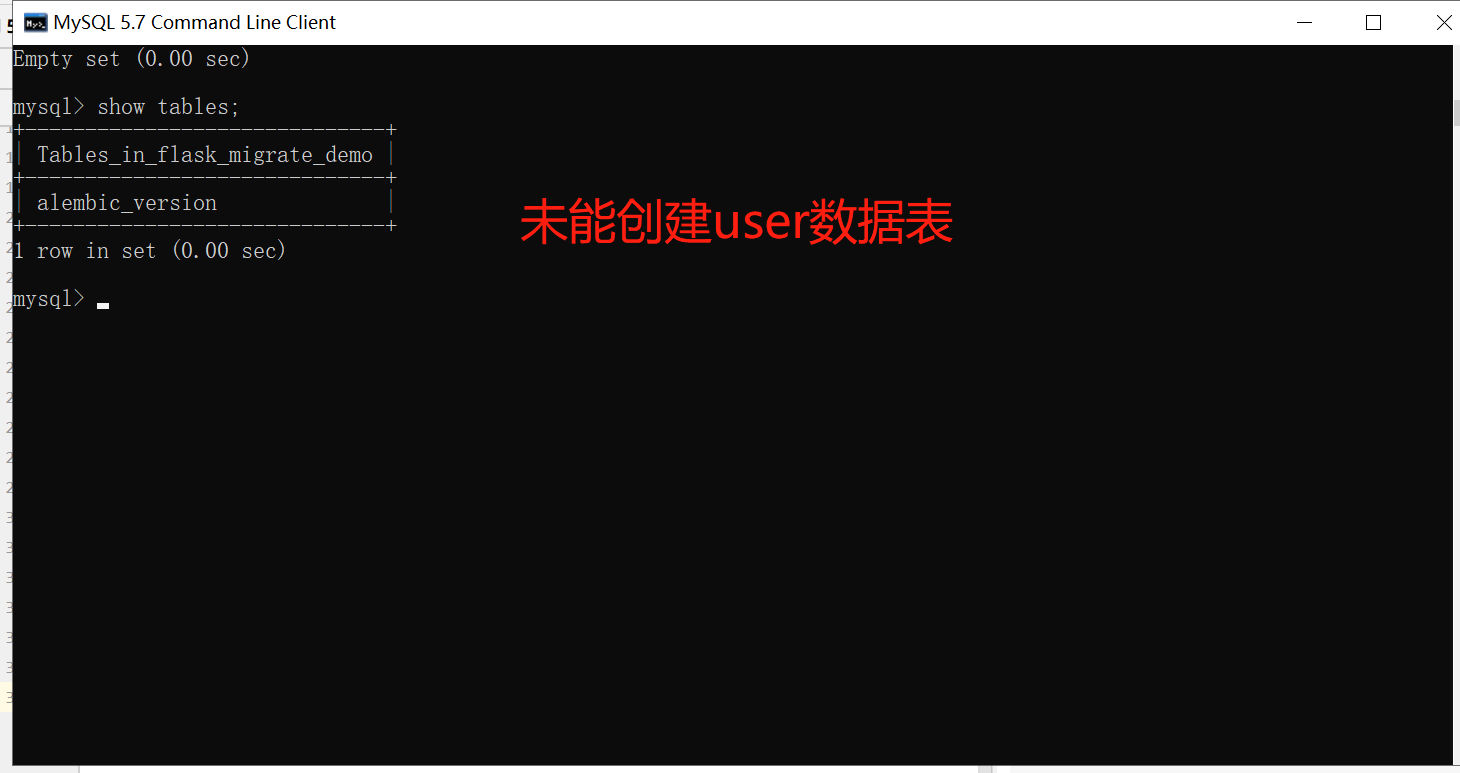 MySQL 5.7 Command Line Client
Empty set (0.00 sec)
mysql> show tables;
+------------------------------+
| Tables_in_flask_migrate_demo |
+------------------------------+
| alembic_version              |
+------------------------------+
1 row in set (0.00 sec)
未能创建user数据表
mysql>